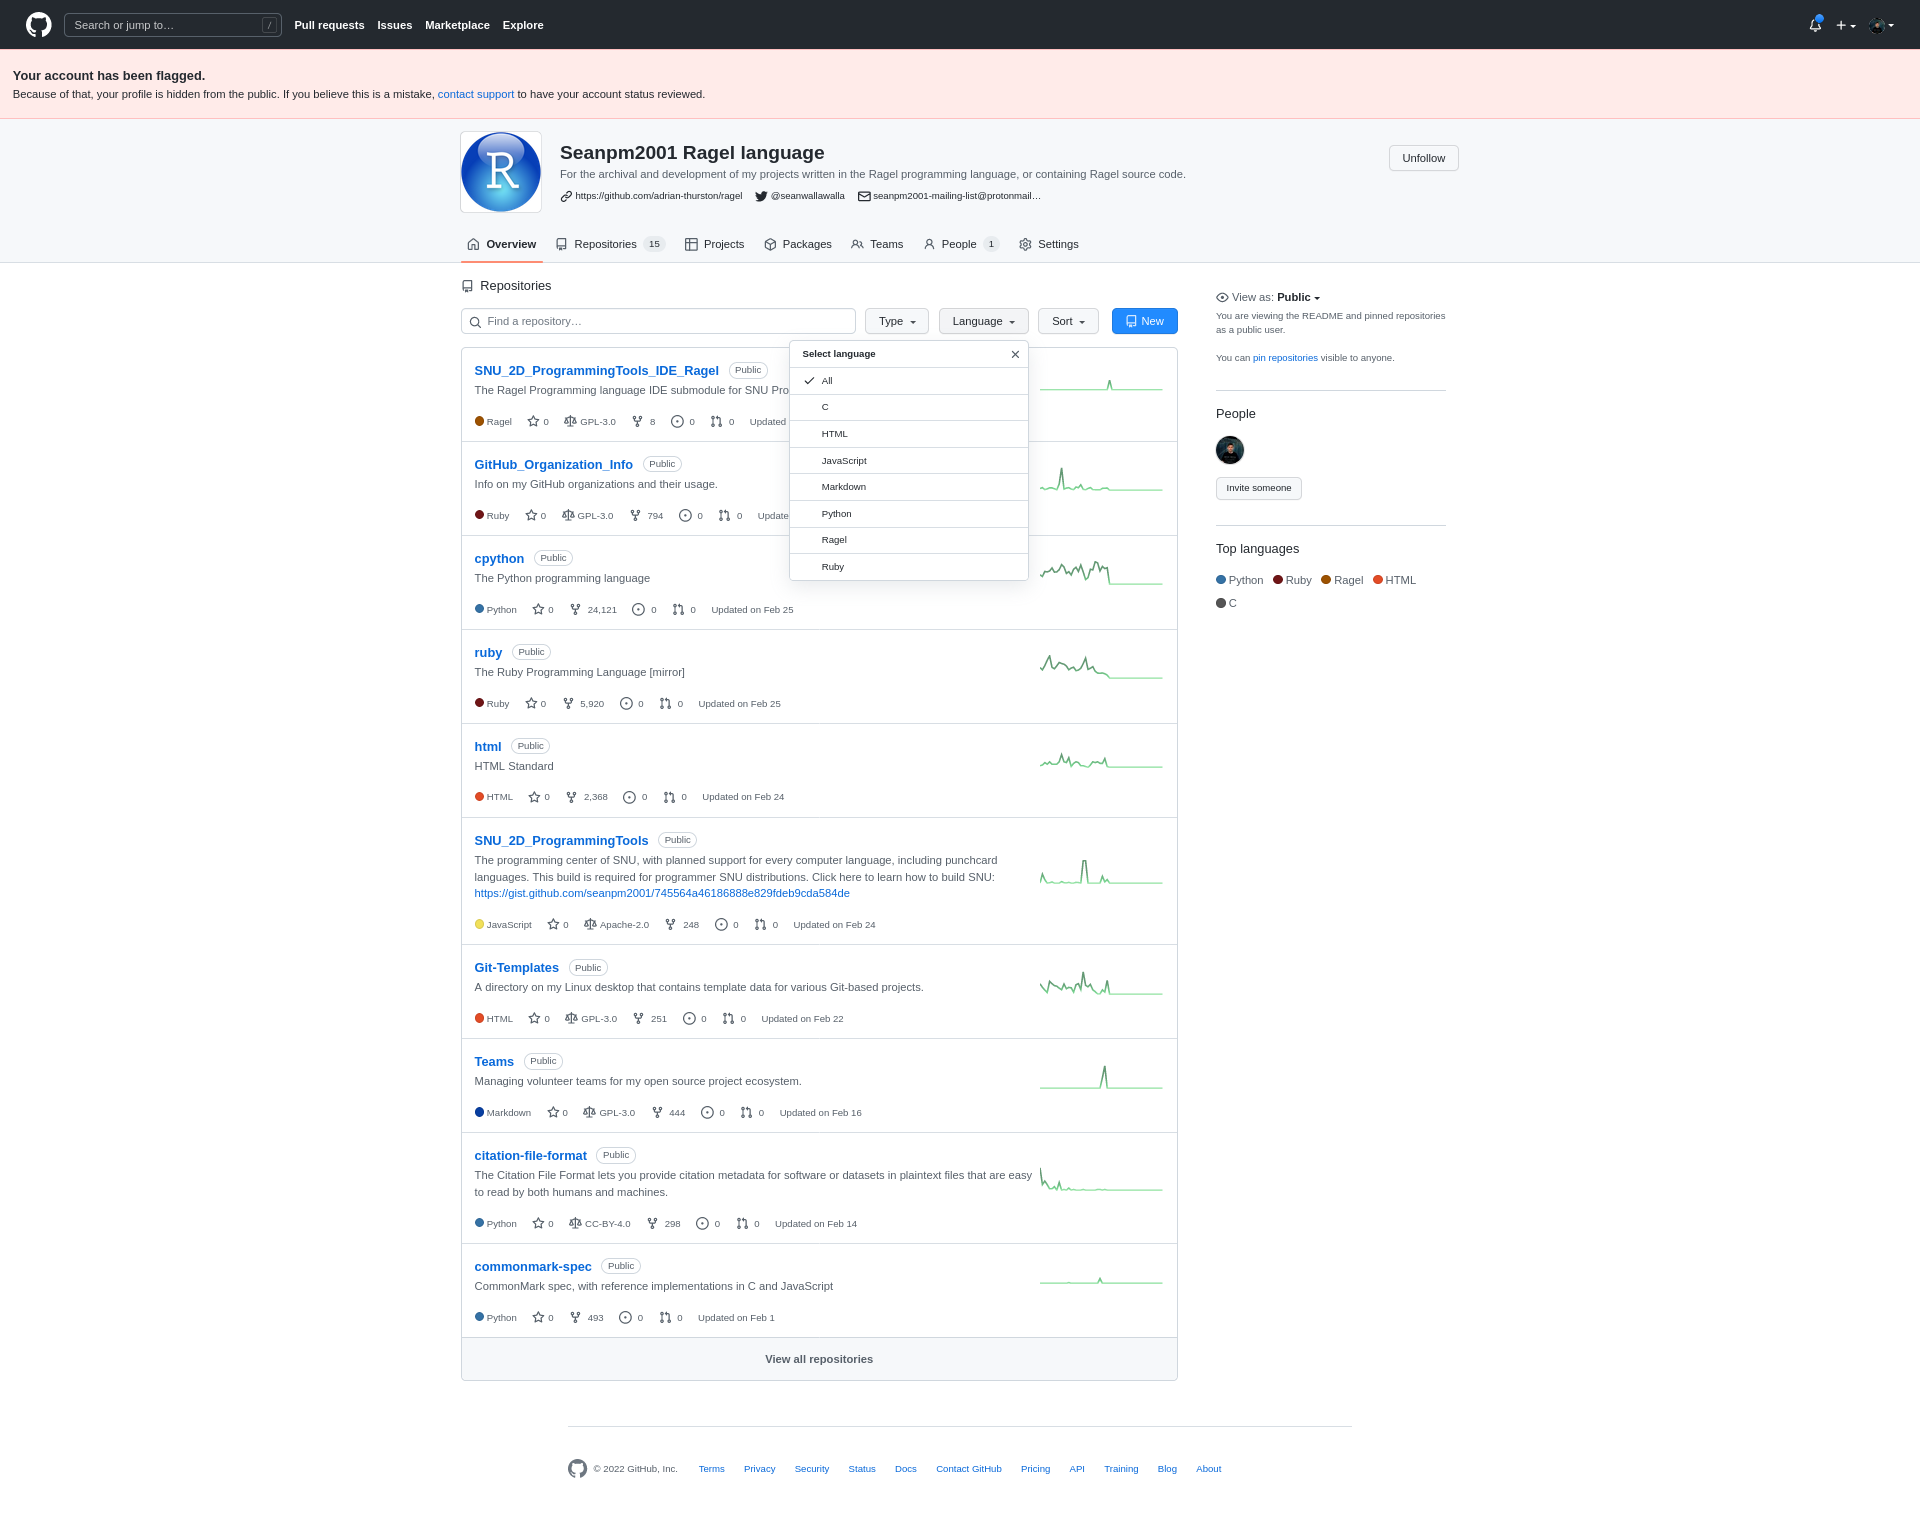 Search or jump to…
/
Pull requests Issues Marketplace Explore
Your account has been flagged.
Because of that, your profile is hidden from the public. If you believe this is a mistake, contact support to have your account status reviewed.
R
Seanpm2001 Ragel language
Unfollow
For the archival and development of my projects written in the Ragel programming language, or containing Ragel source code.
https://github.com/adrian-thurston/ragel @seanwallawalla seanpm2001-mailing-list@protonmail…
Overview Repositories 15 Projects Packages Teams People 1 Settings
Repositories
Find a repository…
Type Language Sort New
Select language
All
C
HTML
JavaScript
Markdown
Python
Ragel
Ruby
SNU_2D_ProgrammingTools_IDE_Ragel Public
The Ragel Programming language IDE submodule for SNU Pro
Ragel 0 GPL-3.0 8 0 0 Updated
GitHub_Organization_Info Public
Info on my GitHub organizations and their usage.
Ruby 0 GPL-3.0 794 0 0 Update
cpython Public
The Python programming language
Python 0 24,121 0 0 Updated on Feb 25
ruby Public
The Ruby Programming Language [mirror]
Ruby 0 5,920 0 0 Updated on Feb 25
html Public
HTML Standard
HTML 0 2,368 0 0 Updated on Feb 24
SNU_2D_ProgrammingTools Public
The programming center of SNU, with planned support for every computer language, including punchcard
languages. This build is required for programmer SNU distributions. Click here to learn how to build SNU:
https://gist.github.com/seanpm2001/745564a46186888e829fdeb9cda584de
JavaScript 0 Apache-2.0 248 0 0 Updated on Feb 24
Git-Templates Public
A directory on my Linux desktop that contains template data for various Git-based projects.
HTML 0 GPL-3.0 251 0 0 Updated on Feb 22
Teams Public
Managing volunteer teams for my open source project ecosystem.
Markdown 0 GPL-3.0 444 0 0 Updated on Feb 16
citation-file-format Public
The Citation File Format lets you provide citation metadata for software or datasets in plaintext files that are easy
to read by both humans and machines.
Python 0 CC-BY-4.0 298 0 0 Updated on Feb 14
commonmark-spec Public
CommonMark spec, with reference implementations in C and JavaScript
Python 0 493 0 0 Updated on Feb 1
View all repositories
View as: Public
You are viewing the README and pinned repositories
as a public user.
You can pin repositories visible to anyone.
People
Invite someone
Top languages
Python Ruby Ragel HTML
C
© 2022 GitHub, Inc. Terms Privacy Security Status Docs Contact GitHub Pricing API Training Blog About